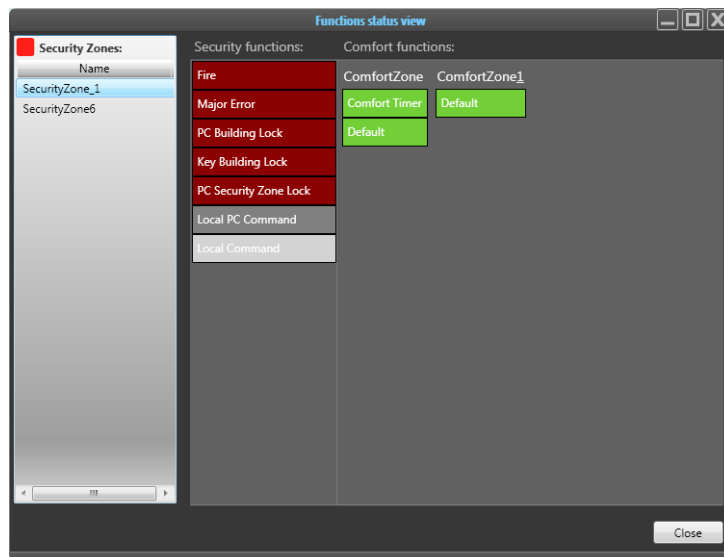 Functions status view
Security Zones:
Name
SecurityZone_1
SecurityZone6
Security functions:
Fire
Major Error
PC Building Lock
Key Building Lock
PC Security Zone Lock
Local PC Command
Local Command
Comfort functions:
ComfortZone ComfortZone1
Comfort Timer Default
Default
Close